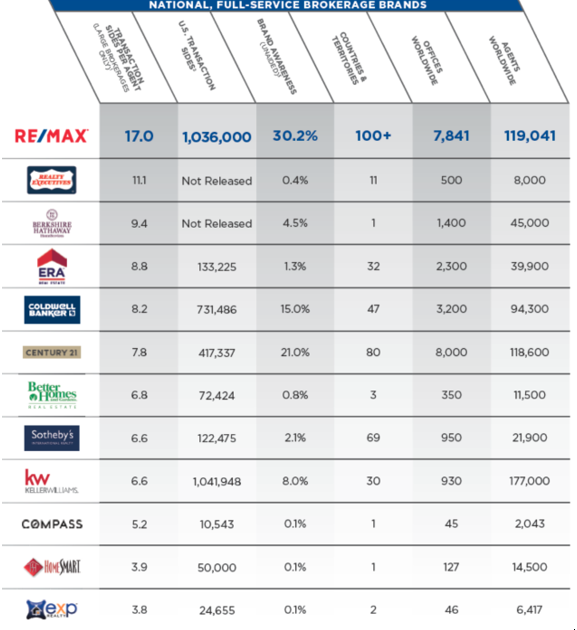 NATIONAL, FULL-SERVICE BROKERAGE BRANDS
TRANSACTION
SIDES PER AGENT
(LARGE BROKERAGES
ONLY)¹
U.S. TRANSACTION
SIDES²
BRAND AWARENESS
(UNAIDED)³
COUNTRIES &
TERRITORIES
OFFICES
WORLDWIDE
AGENTS
WORLDWIDE
RE/MAX 17.0 1,036,000 30.2% 100+ 7,841 119,041
REALTY
EXECUTIVES
11.1 Not Released 0.4% 11 500 8,000
BERKSHIRE
HATHAWAY
HomeServices
9.4 Not Released 4.5% 1 1,400 45,000
ERA
REAL ESTATE
8.8 133,225 1.3% 32 2,300 39,900
COLDWELL
BANKER
8.2 731,486 15.0% 47 3,200 94,300
CENTURY 21 7.8 417,337 21.0% 80 8,000 118,600
Better
Homes
and Gardens
REAL ESTATE
6.8 72,424 0.8% 3 350 11,500
Sotheby's
INTERNATIONAL REALTY
6.6 122,475 2.1% 69 950 21,900
kw
KELLERWILLIAMS
6.6 1,041,948 8.0% 30 930 177,000
COMPASS 5.2 10,543 0.1% 1 45 2,043
HOMESMART 3.9 50,000 0.1% 1 127 14,500
exp
REALTY
3.8 24,655 0.1% 2 46 6,417